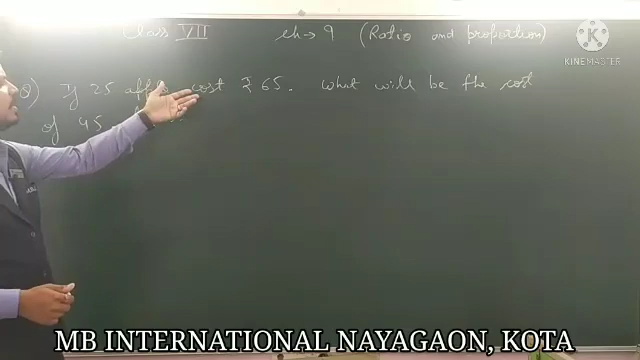 Class VII ch → 9 (Ratio and proportion)
Q) If 25 cost ₹ 65. What will be the cost
of 45
KINEMASTER
MB INTERNATIONAL NAYAGAON, KOTA